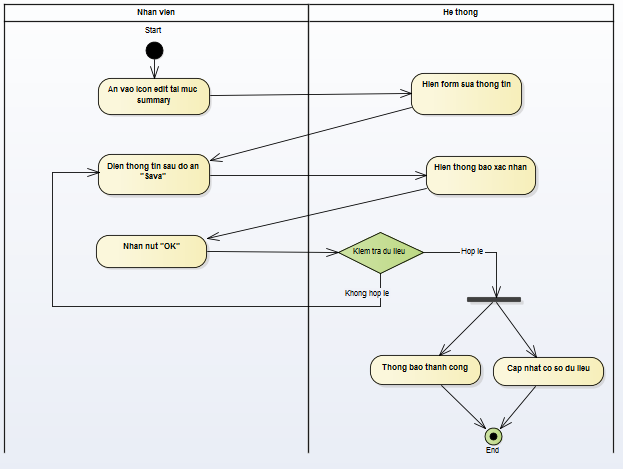 Nhan vien
He thong
Start
An vao icon edit tai muc
summary
Hien form sua thong tin
Dien thong tin sau do an
"Sava"
Hien thong bao xac nhan
Nhan nut "OK"
Kiem tra du lieu
Hop le
Khong hop le
Thong bao thanh cong
Cap nhat co so du lieu
End